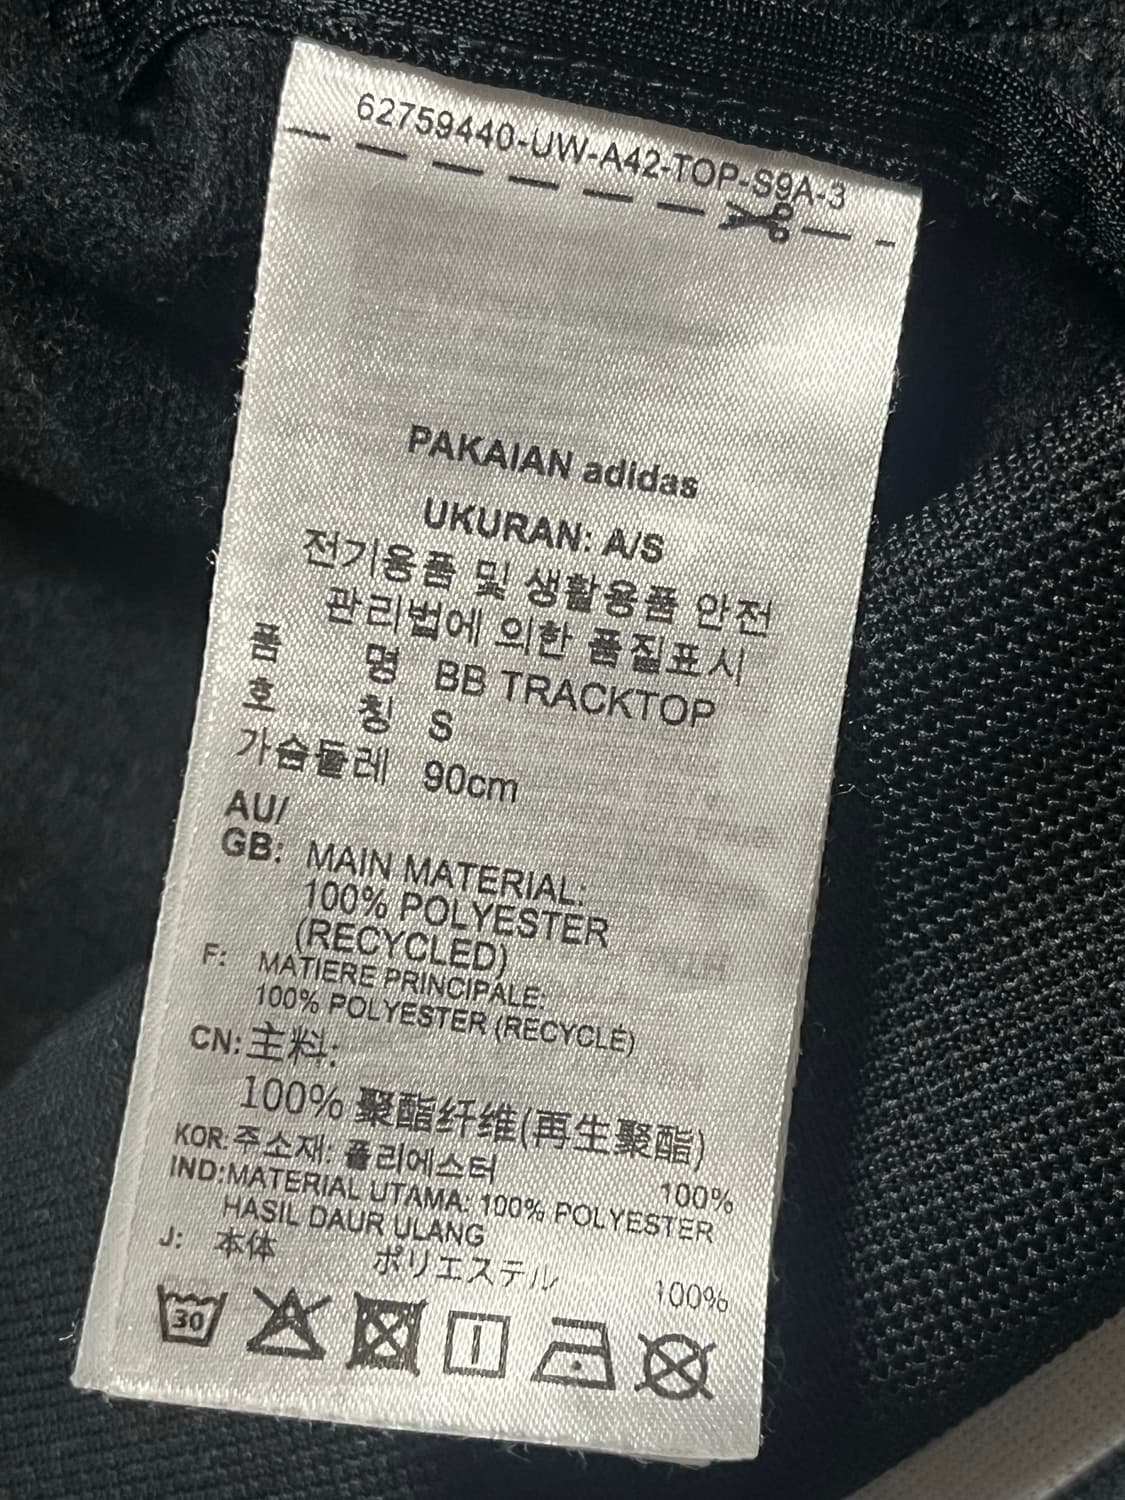 62759440-UW-A42-TOP-S9A-3
PAKAIAN adidas
UKURAN: A/S
전기용품 및 생활용품 안전
관리법에 의한 품질표시
품 명 BB TRACKTOP
호 칭 S
가슴둘레 90cm
AU/
GB: MAIN MATERIAL:
100% POLYESTER
(RECYCLED)
F: MATIERE PRINCIPALE:
100% POLYESTER (RECYCLÉ)
CN: 主料:
100% 聚酯纤维(再生聚酯)
KOR: 주소재: 폴리에스터 100%
IND: MATERIAL UTAMA: 100% POLYESTER
HASIL DAUR ULANG
J: 本体 ポリエステル 100%
30